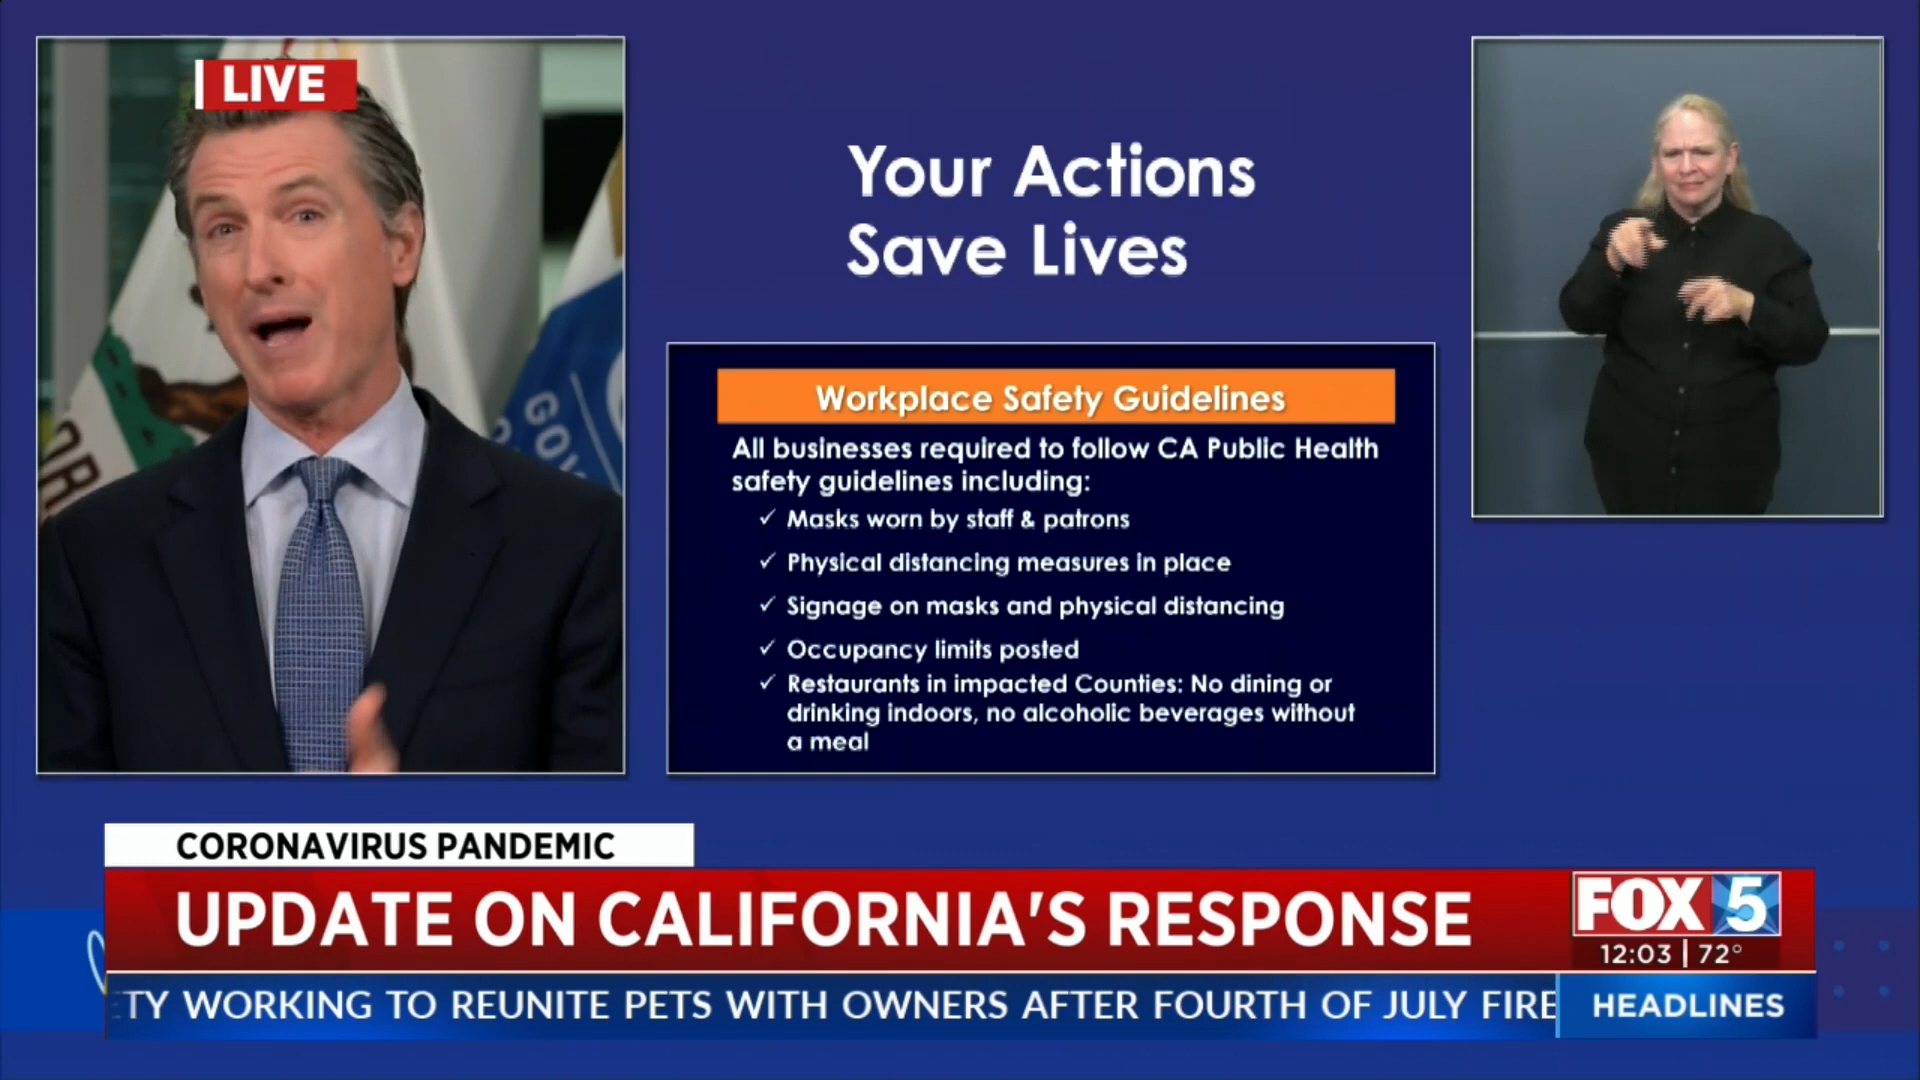 LIVE
Your Actions
Save Lives
Workplace Safety Guidelines
All businesses required to follow CA Public Health
safety guidelines including:
✓ Masks worn by staff & patrons
✓ Physical distancing measures in place
✓ Signage on masks and physical distancing
✓ Occupancy limits posted
✓ Restaurants in impacted Counties: No dining or
drinking indoors, no alcoholic beverages without
a meal
CORONAVIRUS PANDEMIC
UPDATE ON CALIFORNIA'S RESPONSE
FOX 5
12:03 | 72°
TY WORKING TO REUNITE PETS WITH OWNERS AFTER FOURTH OF JULY FIRE
HEADLINES